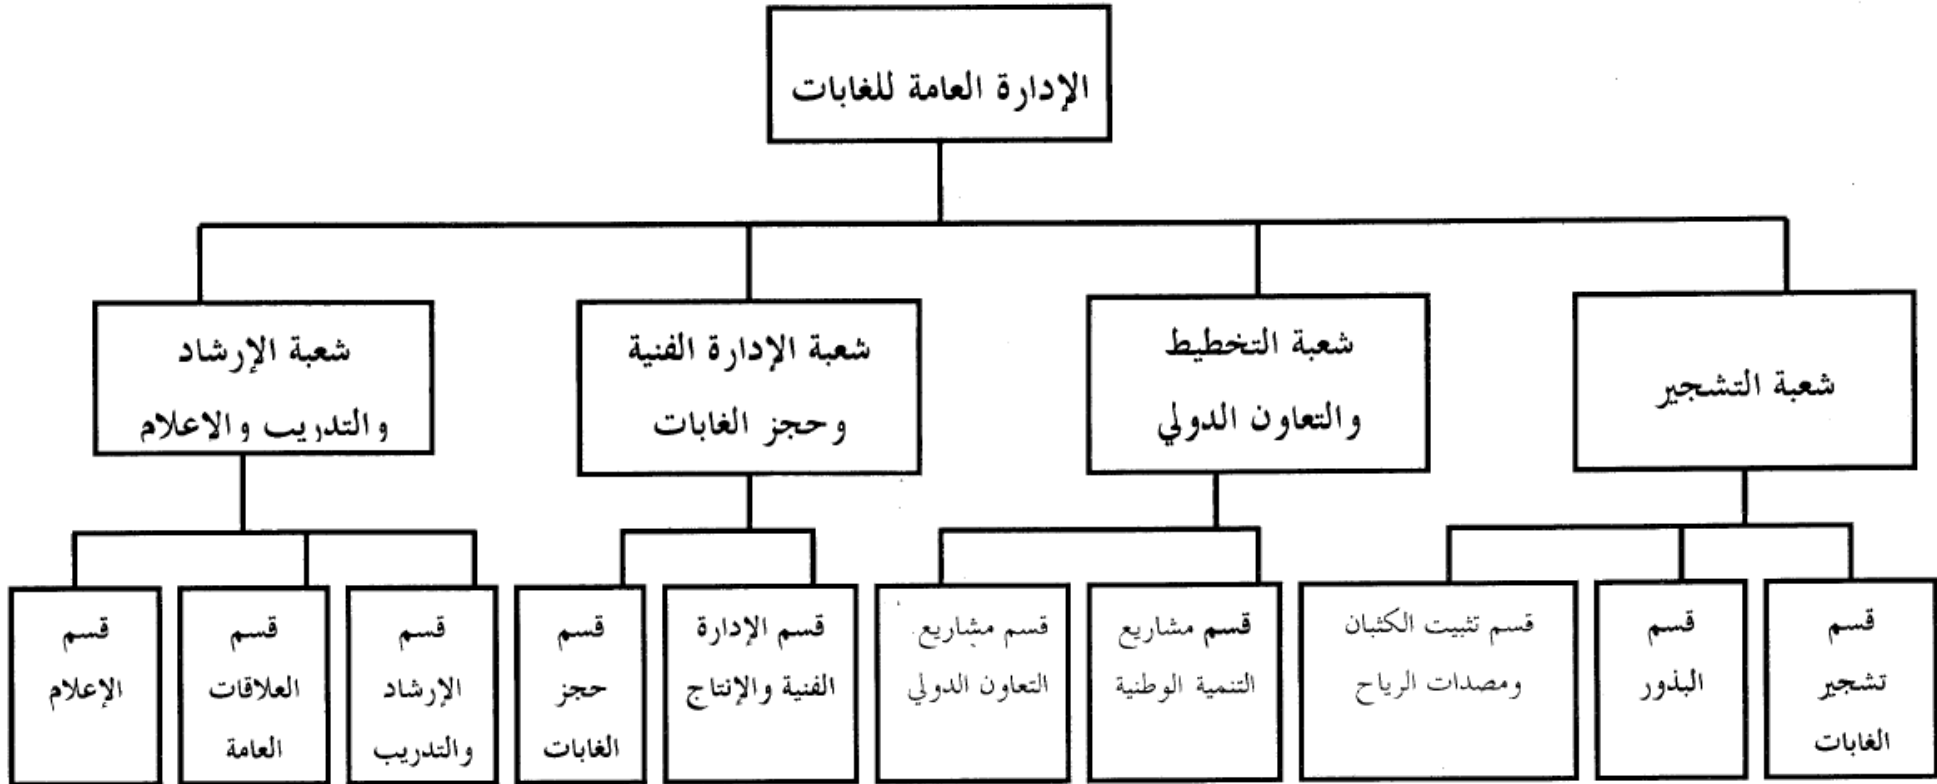 الإدارة العامة للغابات
شعبة التشجير
شعبة التخطيط
والتعاون الدولي
شعبة الإدارة الفنية
وحجز الغابات
شعبة الإرشاد
والتدريب والاعلام
قسم
تشجير
الغابات
قسم
البذور
قسم تثبيت الكثبان
ومصدات الرياح
قسم مشاريع
التنمية الوطنية
قسم مشاريع
التعاون الدولي
قسم الإدارة
الفنية والإنتاج
قسم
حجز
الغابات
قسم
الإرشاد
والتدريب
قسم
العلاقات
العامة
قسم
الإعلام